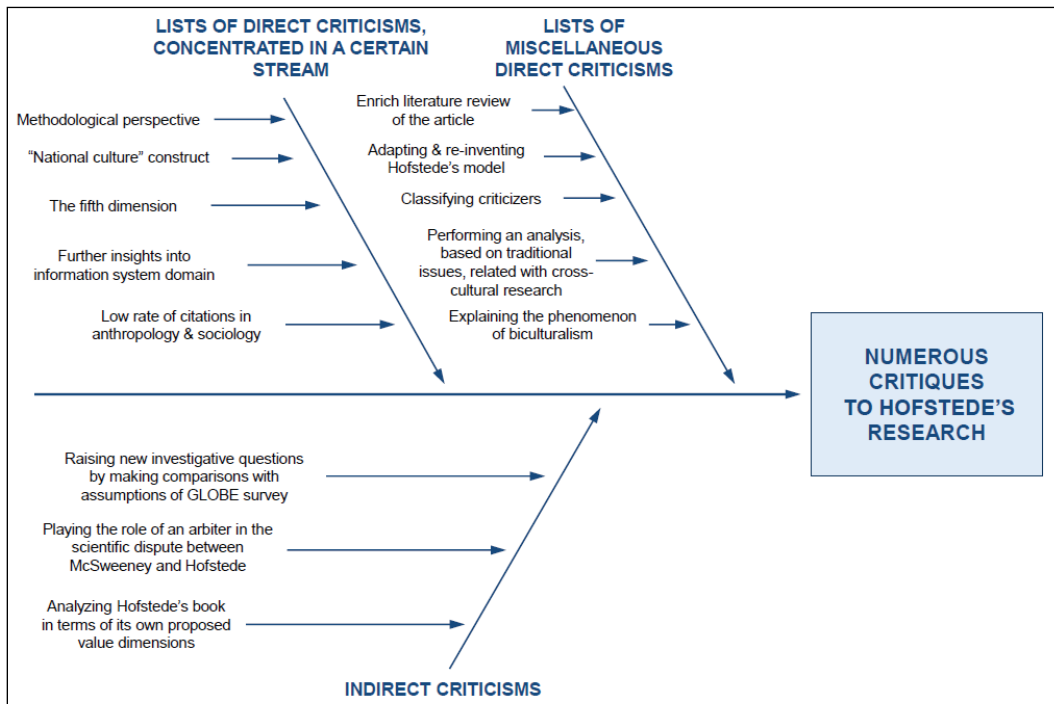 LISTS OF DIRECT CRITICISMS,
CONCENTRATED IN A CERTAIN
STREAM
Methodological perspective
“National culture” construct
The fifth dimension
Further insights into
information system domain
Low rate of citations in
anthropology & sociology
LISTS OF
MISCELLANEOUS
DIRECT CRITICISMS
Enrich literature review
of the article
Adapting & re-inventing
Hofstede’s model
Classifying criticizers
Performing an analysis,
based on traditional
issues, related with cross-
cultural research
Explaining the phenomenon
of biculturalism
NUMEROUS
CRITIQUES
TO HOFSTEDE’S
RESEARCH
Raising new investigative questions
by making comparisons with
assumptions of GLOBE survey
Playing the role of an arbiter in the
scientific dispute between
McSweeney and Hofstede
Analyzing Hofstede’s book
in terms of its own proposed
value dimensions
INDIRECT CRITICISMS